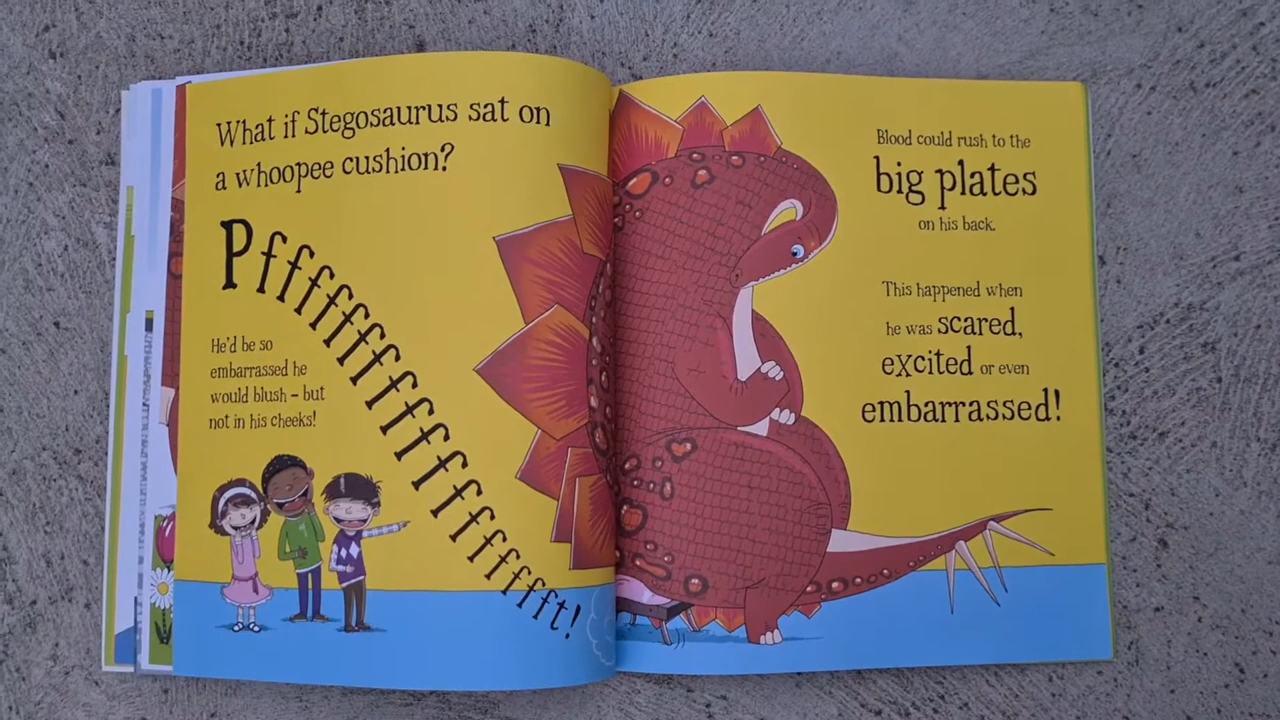 What if Stegosaurus sat on
a whoopee cushion?
Pfffffffffffffffffffffft!
He'd be so
embarrassed he
would blush – but
not in his cheeks!
Blood could rush to the
big plates
on his back.
This happened when
he was scared,
excited or even
embarrassed!